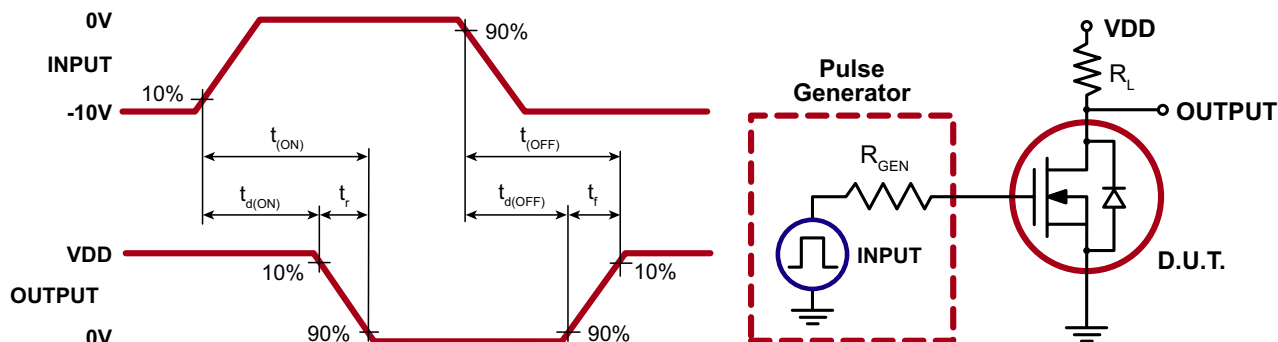 0V
INPUT
-10V
10%
90%
t(ON)
t(OFF)
td(ON)
tr
td(OFF)
tf
VDD
OUTPUT
0V
10%
90%
90%
10%
Pulse
Generator
RGEN
INPUT
VDD
RL
OUTPUT
D.U.T.